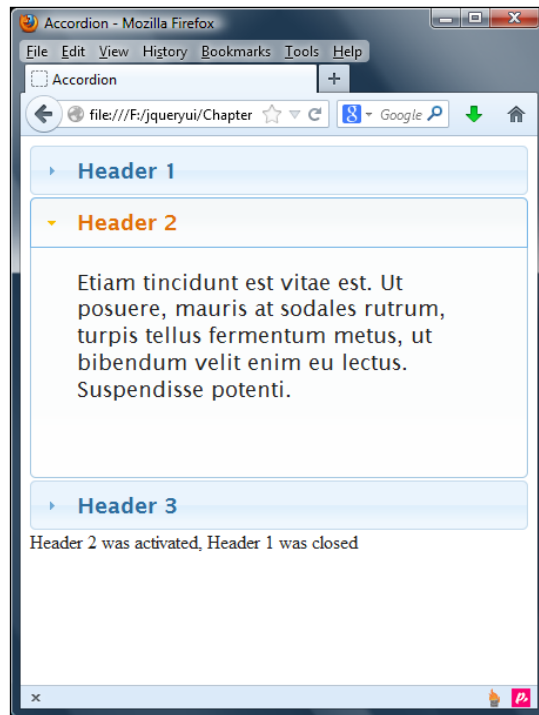 Accordion - Mozilla Firefox
File Edit View History Bookmarks Tools Help
Accordion
file:///F:/jqueryui/Chapter Google
Header 1
Header 2
Etiam tincidunt est vitae est. Ut
posuere, mauris at sodales rutrum,
turpis tellus fermentum metus, ut
bibendum velit enim eu lectus.
Suspendisse potenti.
Header 3
Header 2 was activated, Header 1 was closed